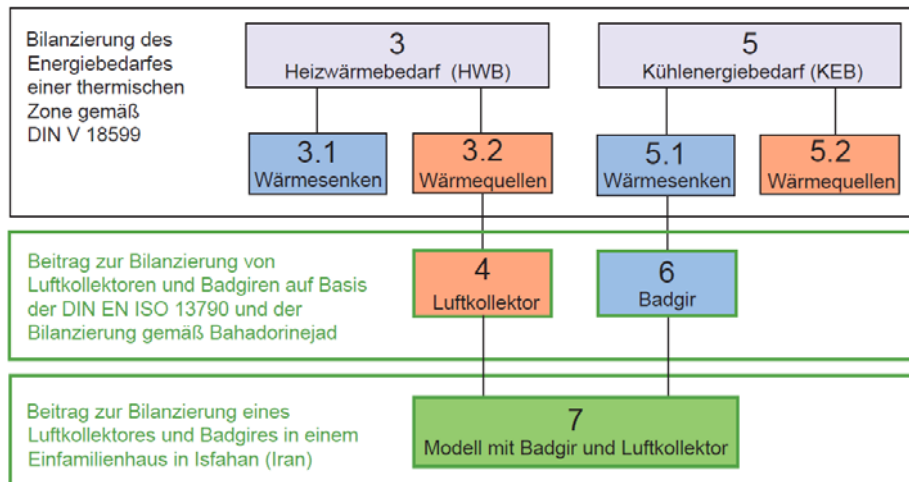 Bilanzierung des
Energiebedarfes
einer thermischen
Zone gemäß
DIN V 18599
3
Heizwärmebedarf (HWB)
5
Kühlenergiebedarf (KEB)
3.1
Wärmesenken
3.2
Wärmequellen
5.1
Wärmesenken
5.2
Wärmequellen
Beitrag zur Bilanzierung von
Luftkollektoren und Badgiren auf Basis
der DIN EN ISO 13790 und der
Bilanzierung gemäß Bahadorinejad
4
Luftkollektor
6
Badgir
Beitrag zur Bilanzierung eines
Luftkollektores und Badgires in einem
Einfamilienhaus in Isfahan (Iran)
7
Modell mit Badgir und Luftkollektor